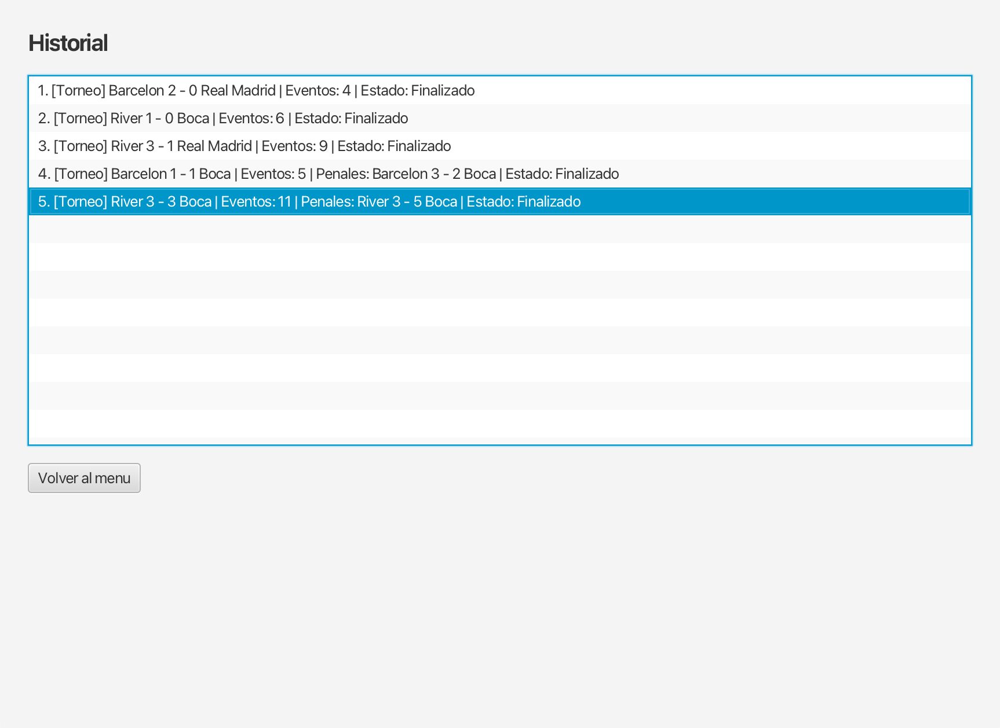 Historial
1. [Torneo] Barcelon 2 - 0 Real Madrid | Eventos: 4 | Estado: Finalizado
2. [Torneo] River 1 - 0 Boca | Eventos: 6 | Estado: Finalizado
3. [Torneo] River 3 - 1 Real Madrid | Eventos: 9 | Estado: Finalizado
4. [Torneo] Barcelon 1 - 1 Boca | Eventos: 5 | Penales: Barcelon 3 - 2 Boca | Estado: Finalizado
5. [Torneo] River 3 - 3 Boca | Eventos: 11 | Penales: River 3 - 5 Boca | Estado: Finalizado
Volver al menu